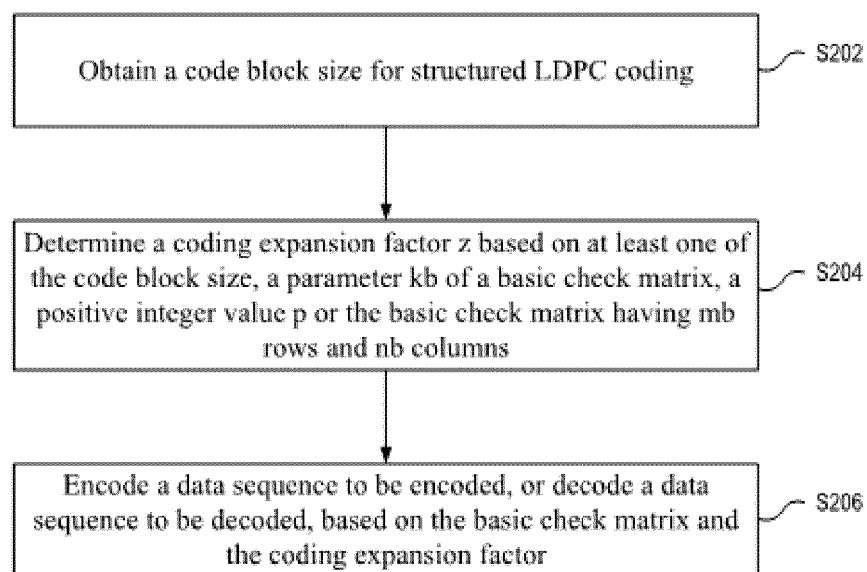 Obtain a code block size for structured LDPC coding
S202
Determine a coding expansion factor z based on at least one of
the code block size, a parameter kb of a basic check matrix, a
positive integer value p or the basic check matrix having mb
rows and nb columns
S204
Encode a data sequence to be encoded, or decode a data
sequence to be decoded, based on the basic check matrix and
the coding expansion factor
S206